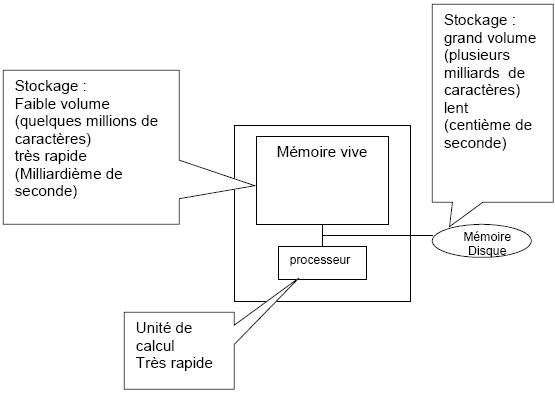 Stockage :
Faible volume
(quelques millions de
caractères)
très rapide
(Milliardième de
seconde)
Mémoire vive
processeur
Unité de
calcul
Très rapide
Stockage :
grand volume
(plusieurs
milliards de
caractères)
lent
(centième de
seconde)
Mémoire
Disque